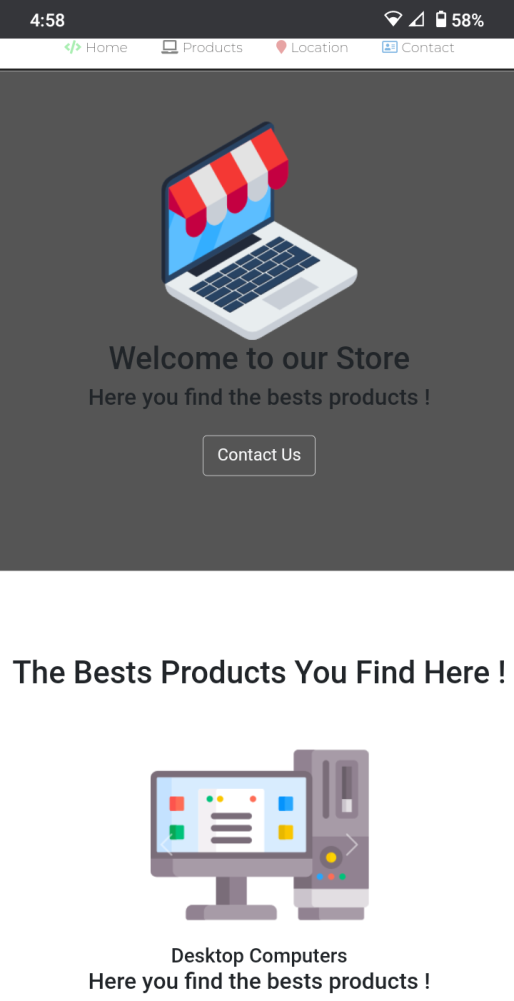 4:58 58%
Home Products Location Contact
Welcome to our Store
Here you find the bests products !
Contact Us
The Bests Products You Find Here !
Desktop Computers
Here you find the bests products !